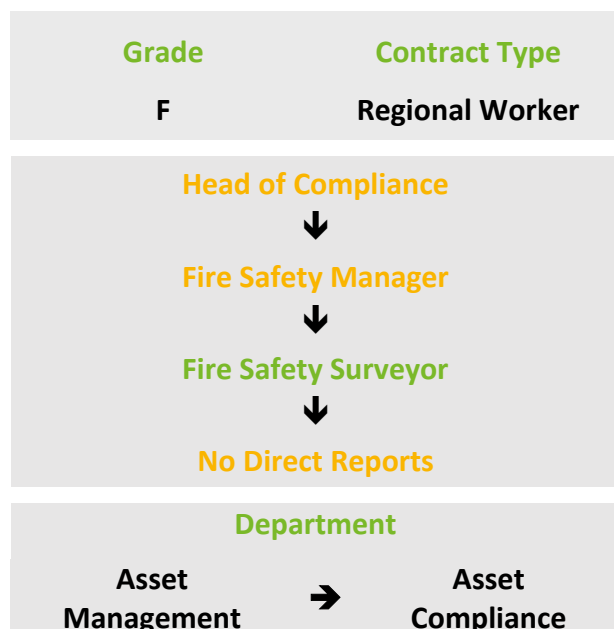 Grade Contract Type
F Regional Worker
Head of Compliance
Fire Safety Manager
Fire Safety Surveyor
No Direct Reports
Department
Asset Asset
Management Compliance